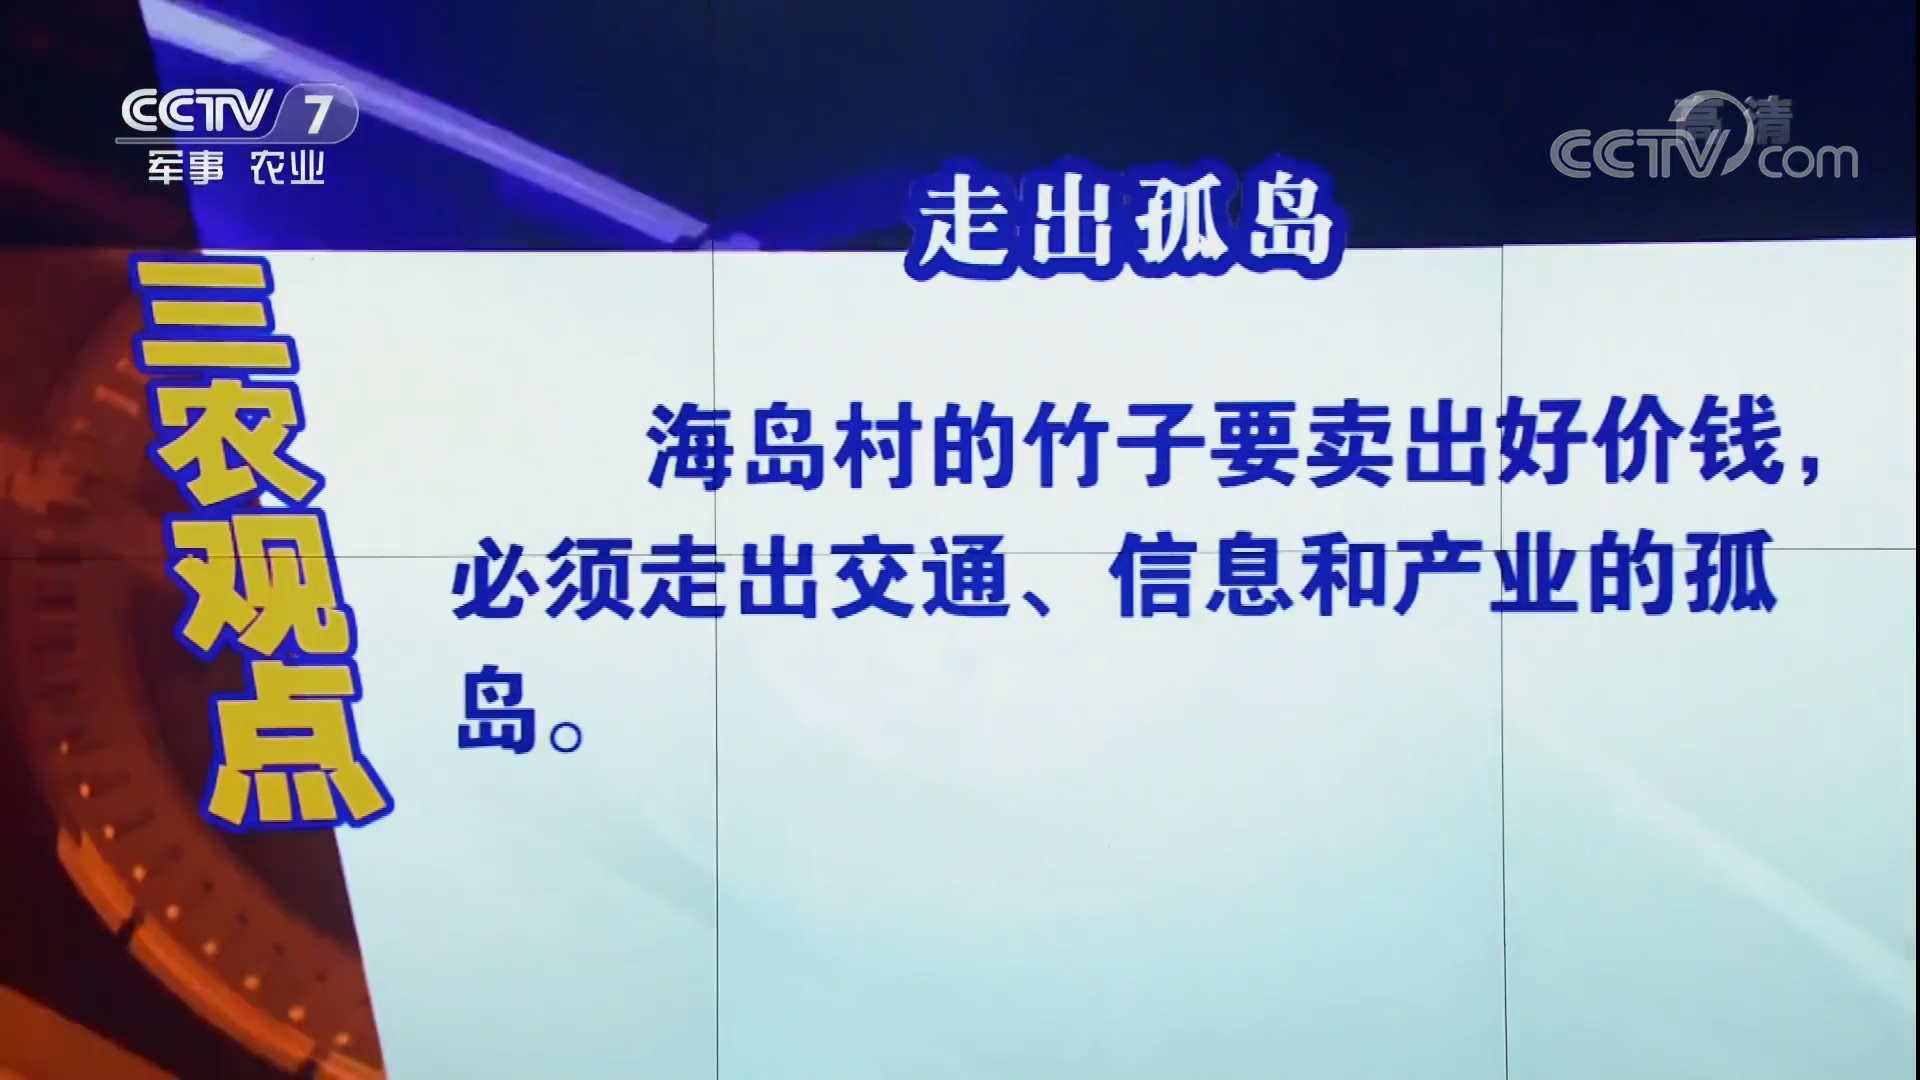 CCTV 7
军事 农业
高清
CCTV.com
走出孤岛
三农观点
海岛村的竹子要卖出好价钱,
必须走出交通、信息和产业的孤
岛。